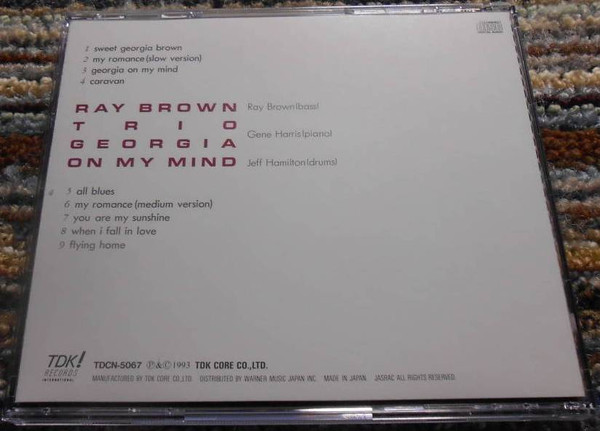 1 sweet georgia brown
2 my romance (slow version)
3 georgia on my mind
4 caravan
RAY BROWN
TRIO
GEORGIA
ON MY MIND
Ray Brown(bass)
Gene Harris(piano)
Jeff Hamilton(drums)
5 all blues
6 my romance (medium version)
7 you are my sunshine
8 when i fall in love
9 flying home
TDK!
RECORDS
INTERNATIONAL
TDCN-5067 ℗&© 1993 TDK CORE CO.,LTD.
MANUFACTURED BY TDK CORE CO.,LTD. DISTRIBUTED BY WARNER MUSIC JAPAN INC. MADE IN JAPAN. JASRAC ALL RIGHTS RESERVED.